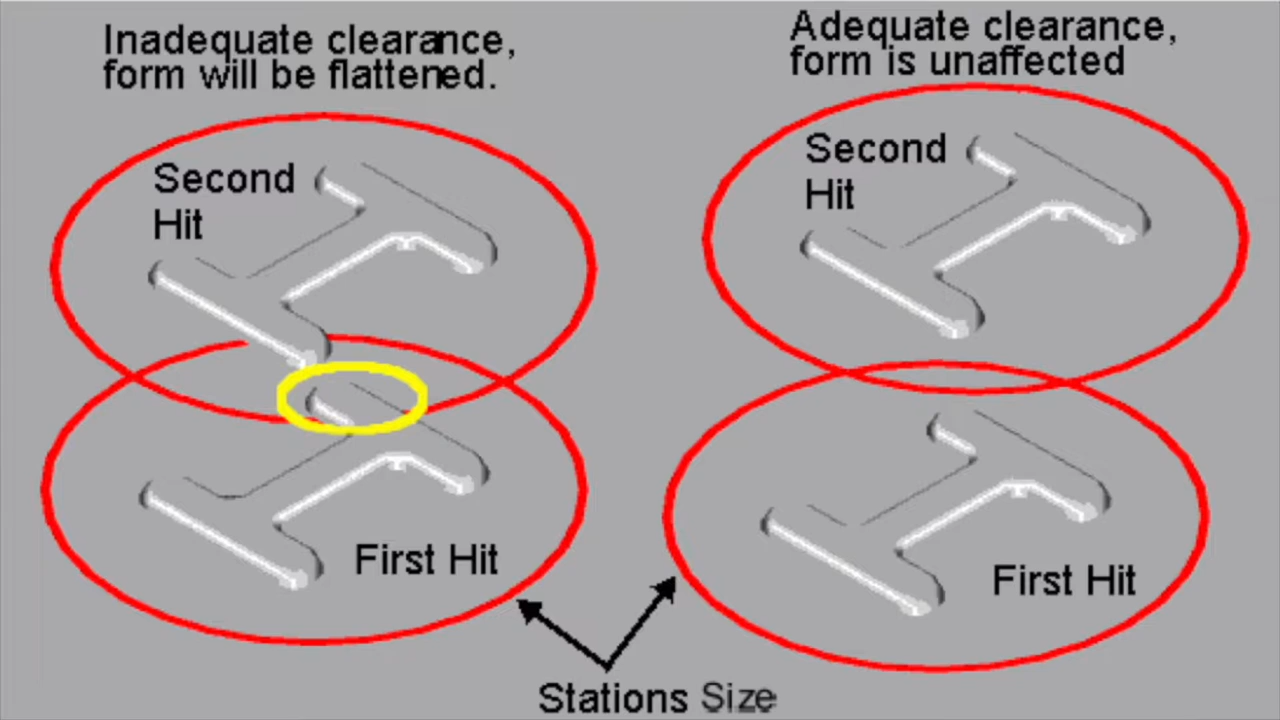 Inadequate clearance,
form will be flattened.
Adequate clearance,
form is unaffected
Second
Hit
Second
Hit
First Hit
First Hit
Stations Size